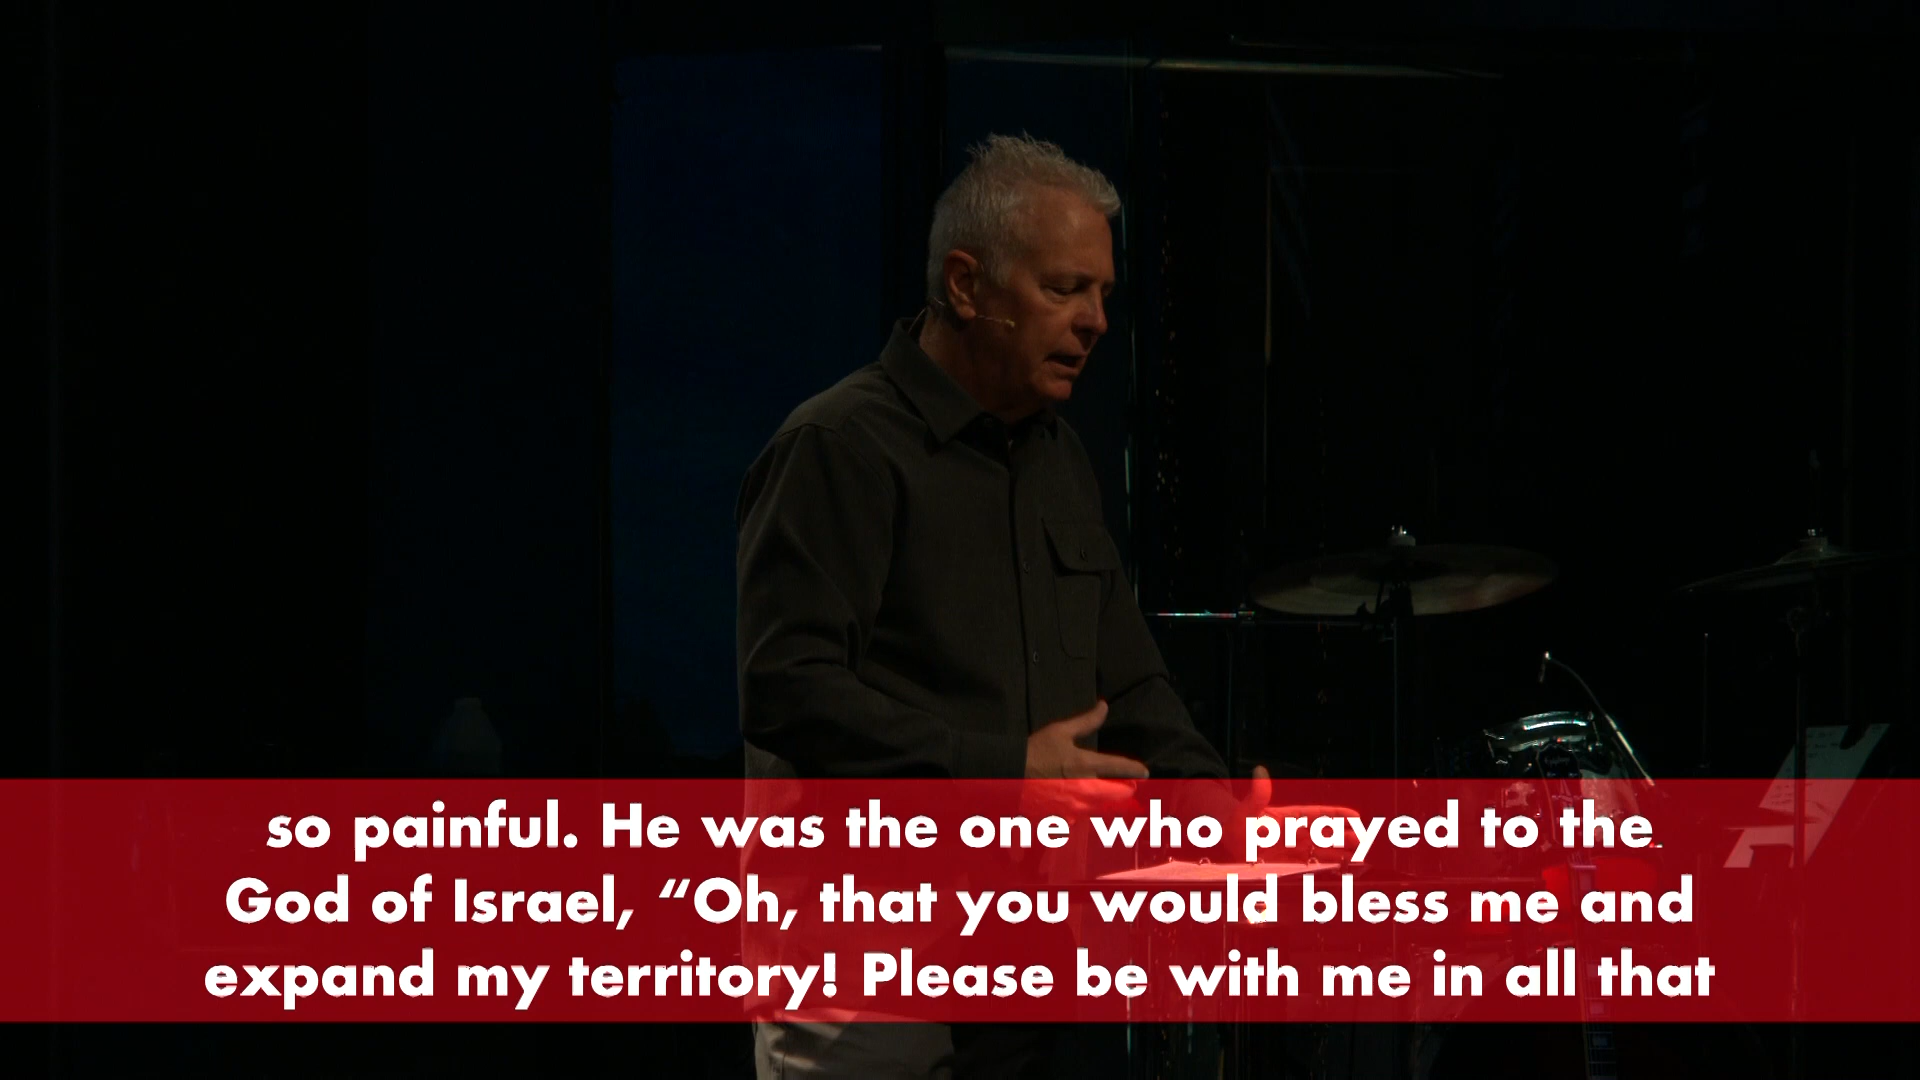 so painful. He was the one who prayed to the
God of Israel, “Oh, that you would bless me and
expand my territory! Please be with me in all that